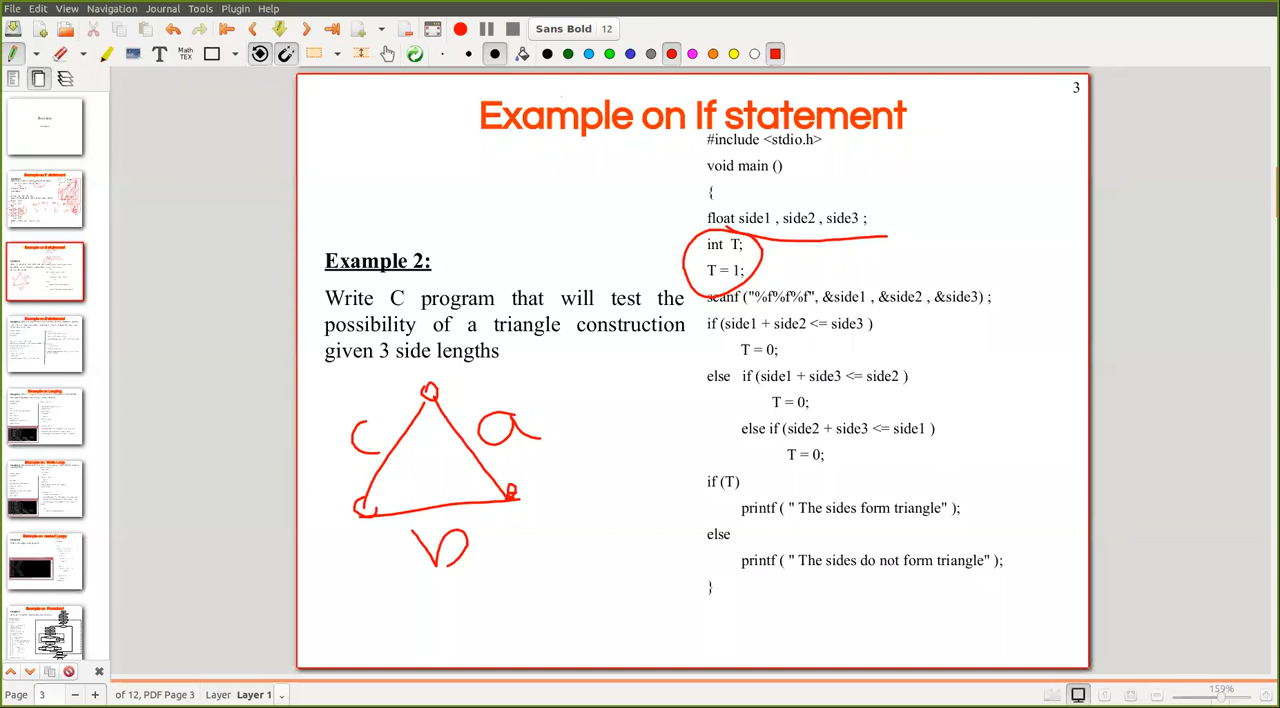 File Edit View Navigation Journal Tools Plugin Help
Sans Bold 12
T Math TEX
3
Example on If statement
#include <stdio.h>
void main ()
{
float side1 , side2 , side3 ;
int T;
T = 1;
scanf ("%f%f%f", &side1 , &side2 , &side3) ;
if (side1 + side2 <= side3 )
T = 0;
else if (side1 + side3 <= side2 )
T = 0;
else if (side2 + side3 <= side1 )
T = 0;
if (T)
printf ( " The sides form triangle" );
else
printf ( " The sides do not form triangle" );
}
Example 2:
Write C program that will test the
possibility of a triangle construction
given 3 side lengths
c a
b
Page 3 of 12, PDF Page 3 Layer Layer 1
159%